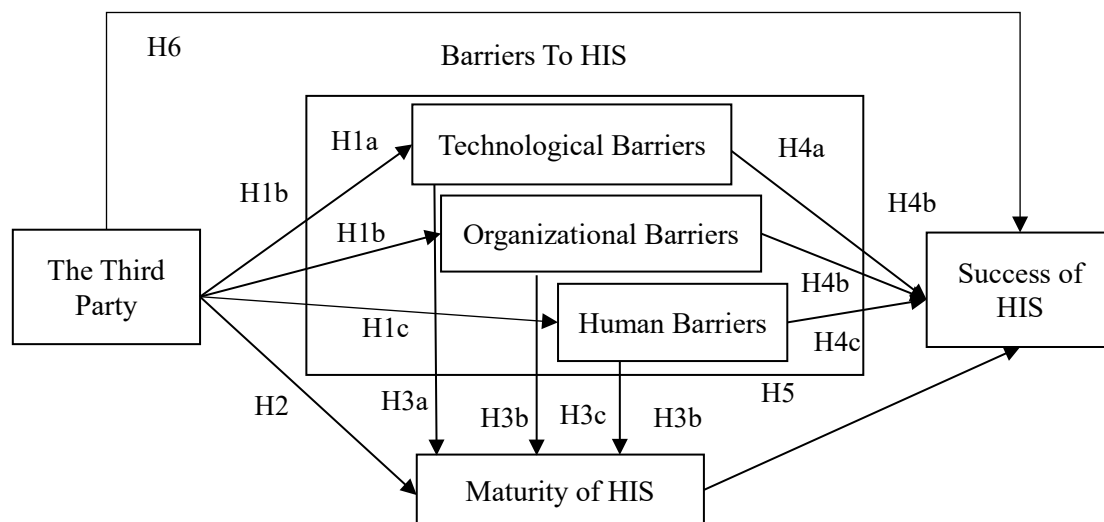 H6
Barriers To HIS
H1a
Technological Barriers
H4a
H1b
H4b
H1b
Organizational Barriers
The Third
Party
Success of
HIS
H4b
H1c
Human Barriers
H4c
H2
H3a
H3b
H3c
H3b
H5
Maturity of HIS